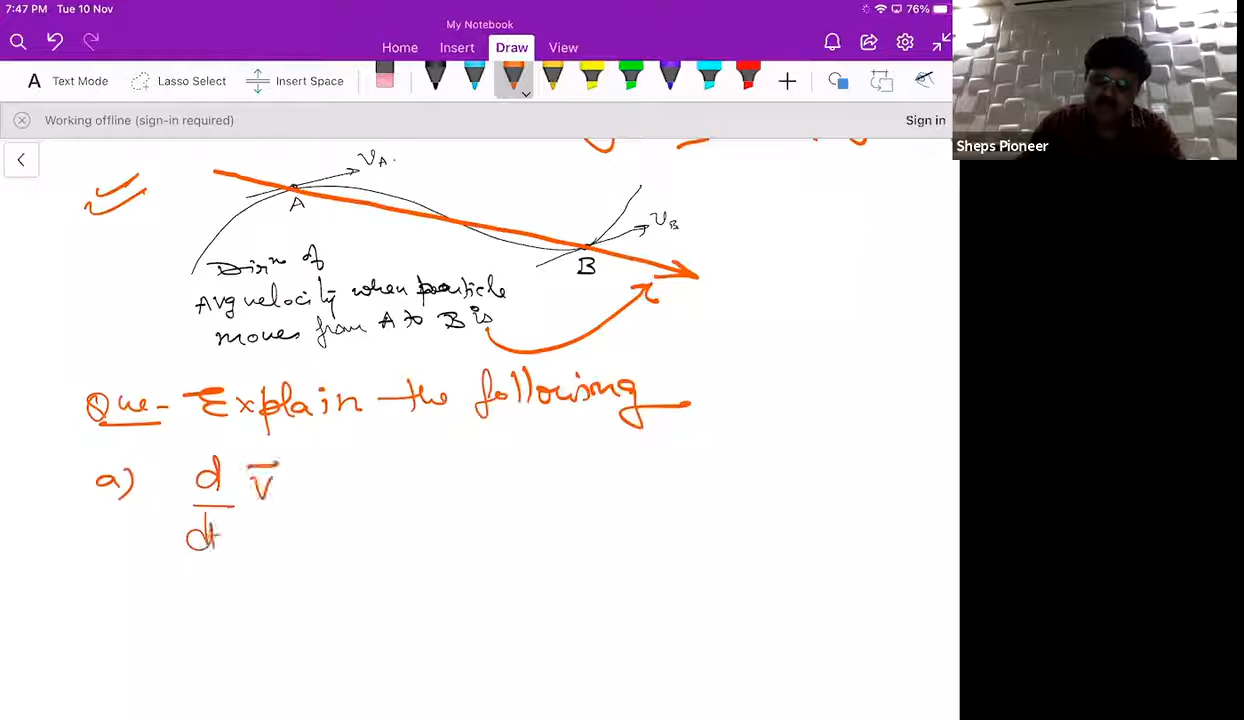 7:47 PM Tue 10 Nov
76%
My Notebook
Home Insert Draw View
A Text Mode Lasso Select Insert Space
Working offline (sign-in required)
Sign in
Sheps Pioneer
VA.
A
VB
B
Dirn of
Avg velocity when particle
moves from A to B is
Que- Explain the following
a) d v̅
dt